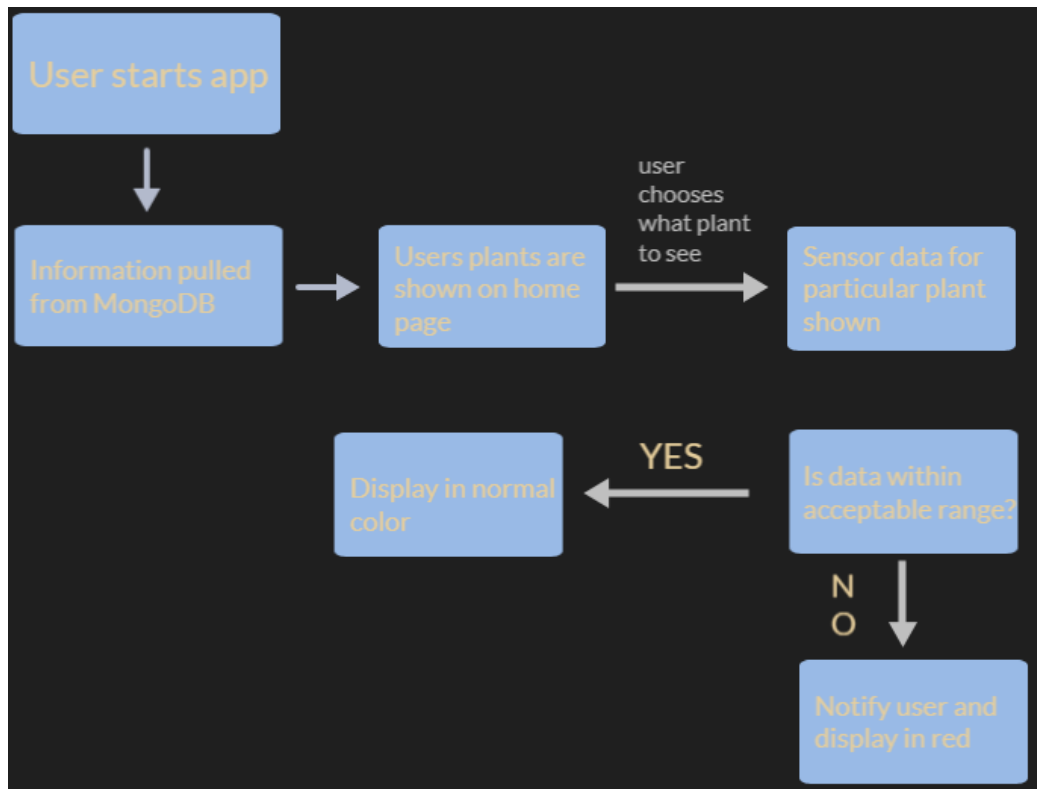 User starts app
user
chooses
what plant
to see
Information pulled
from MongoDB
Users plants are
shown on home
page
Sensor data for
particular plant
shown
YES
Display in normal
color
Is data within
acceptable range?
N
O
Notify user and
display in red